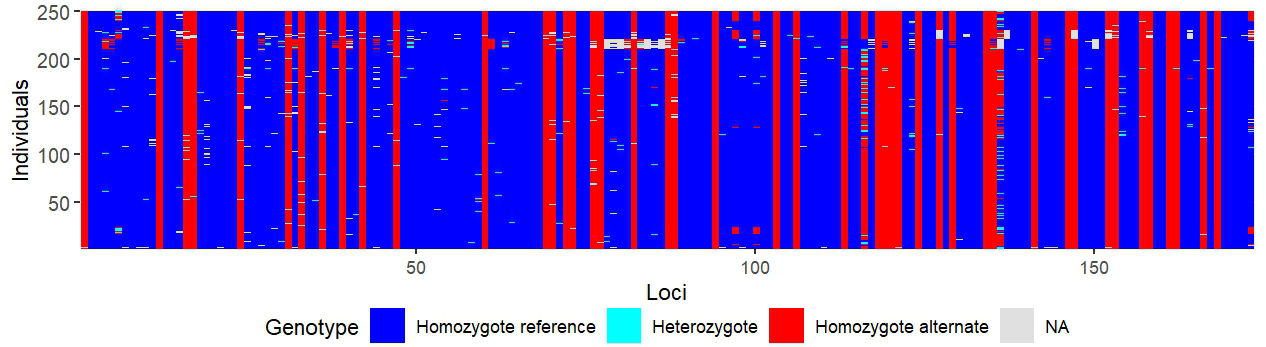 250
200
150
100
50
Individuals
50 100 150
Loci
Genotype Homozygote reference Heterozygote Homozygote alternate NA